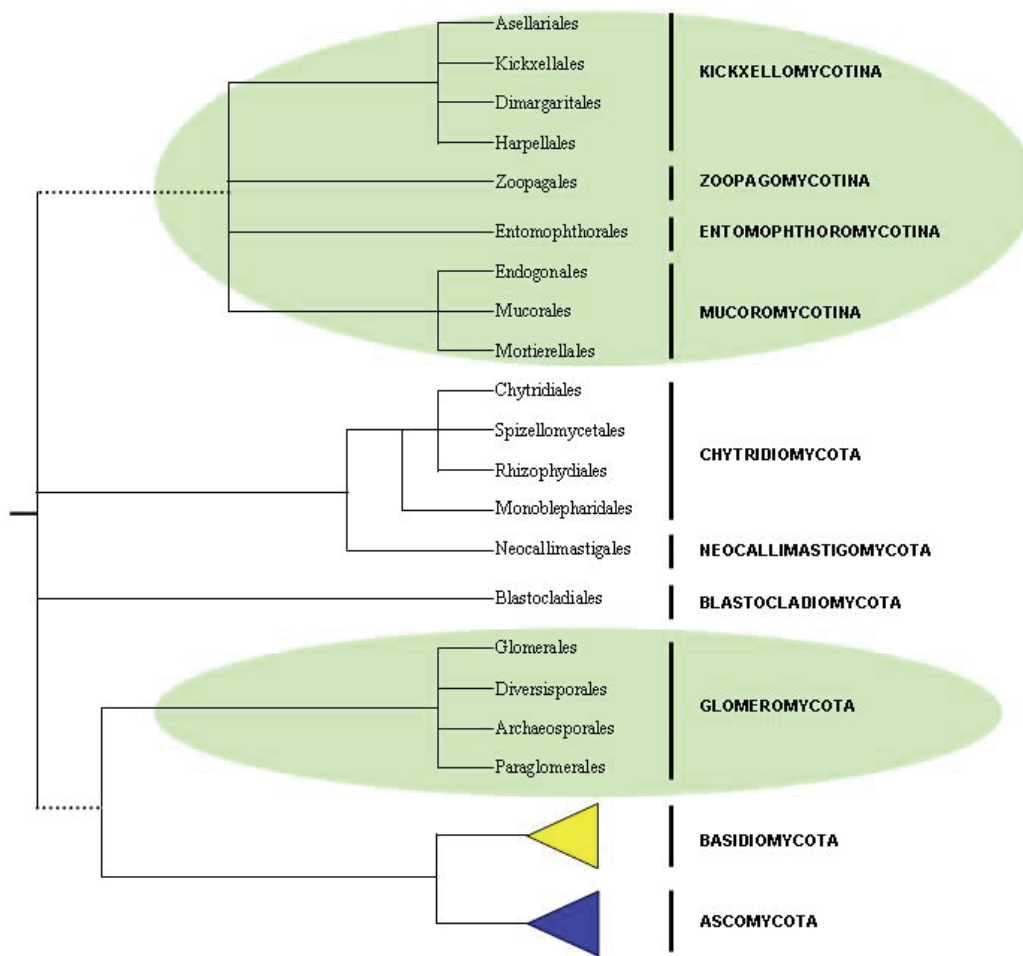 Asellariales
Kickxellales
KICKXELLOMYCOTINA
Dimargaritales
Harpellales
Zoopagales
ZOOPAGOMYCOTINA
Entomophthorales
ENTOMOPHTHOROMYCOTINA
Endogonales
Mucorales
MUCOROMYCOTINA
Mortierellales
Chytridiales
Spizellomycetales
CHYTRIDIOMYCOTA
Rhizophydiales
Monoblepharidales
Neocallimastigales
NEOCALLIMASTIGOMYCOTA
Blastocladiales
BLASTOCLADIOMYCOTA
Glomerales
Diversisporales
GLOMEROMYCOTA
Archaeosporales
Paraglomerales
BASIDIOMYCOTA
ASCOMYCOTA